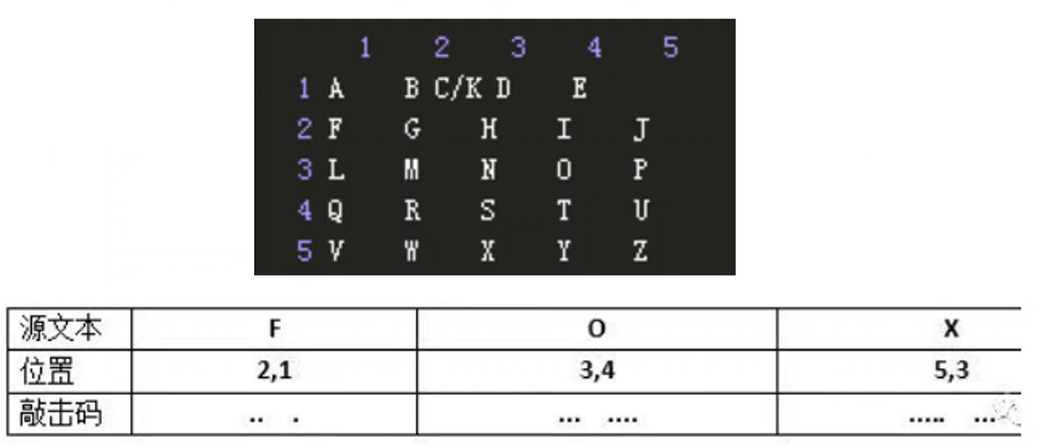 1 2 3 4 5
1 A B C/K D E
2 F G H I J
3 L M N O P
4 Q R S T U
5 V W X Y Z
源文本 F O X
位置 2,1 3,4 5,3
敲击码 .. . ... .... ..... ...